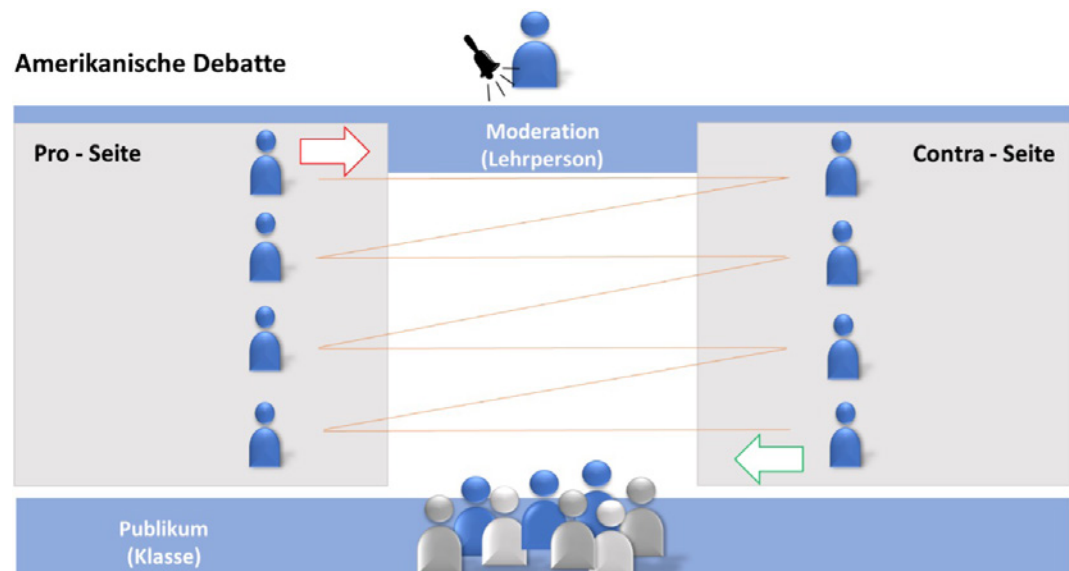 Amerikanische Debatte
Moderation
(Lehrperson)
Pro - Seite
Contra - Seite
Publikum
(Klasse)